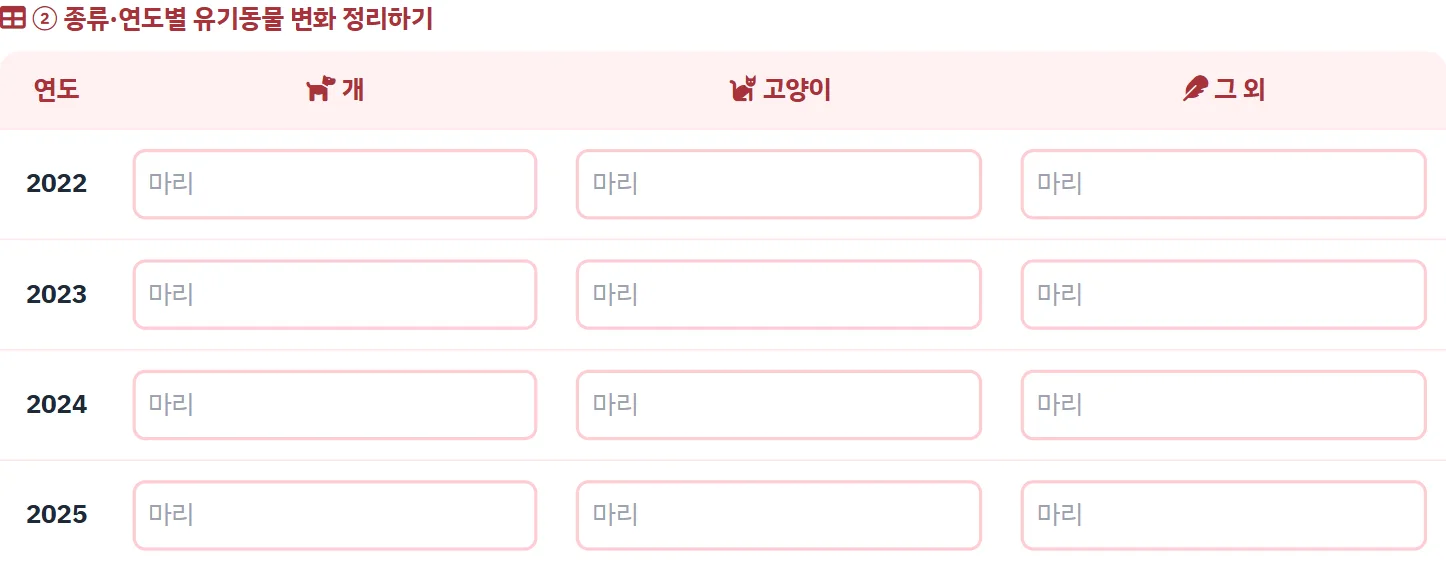 ② 종류·연도별 유기동물 변화 정리하기
연도 개 고양이 그 외
2022 마리 마리 마리
2023 마리 마리 마리
2024 마리 마리 마리
2025 마리 마리 마리